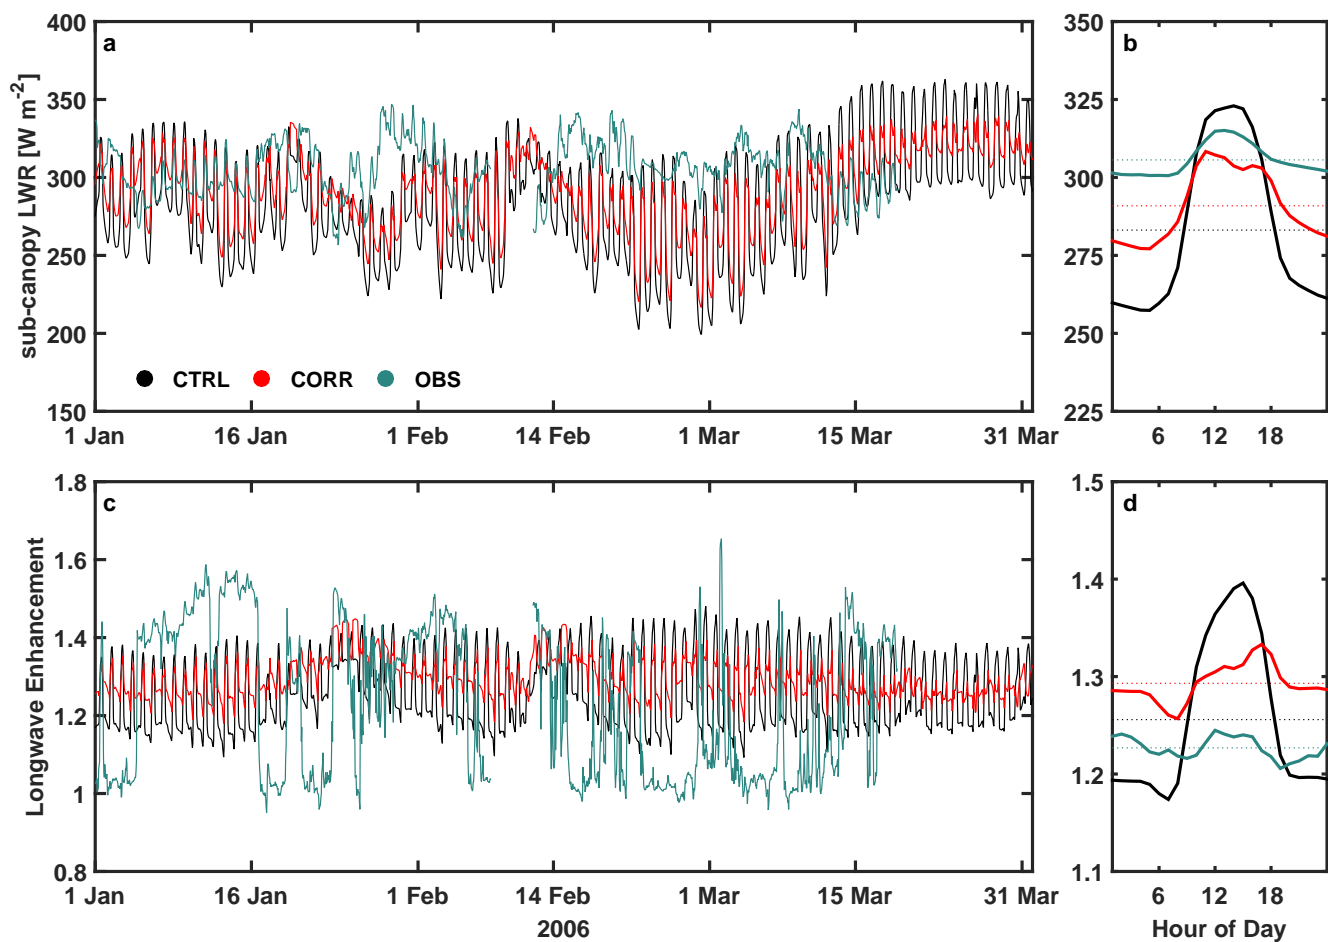 400
350
300
250
200
150
sub-canopy LWR [W m-2]
a
CTRL CORR OBS
1 Jan 16 Jan 1 Feb 14 Feb 1 Mar 15 Mar 31 Mar
350
325
300
275
250
225
b
6 12 18
1.8
1.6
1.4
1.2
1
0.8
Longwave Enhancement
c
1 Jan 16 Jan 1 Feb 14 Feb 1 Mar 15 Mar 31 Mar
2006
1.5
1.4
1.3
1.2
1.1
d
6 12 18
Hour of Day